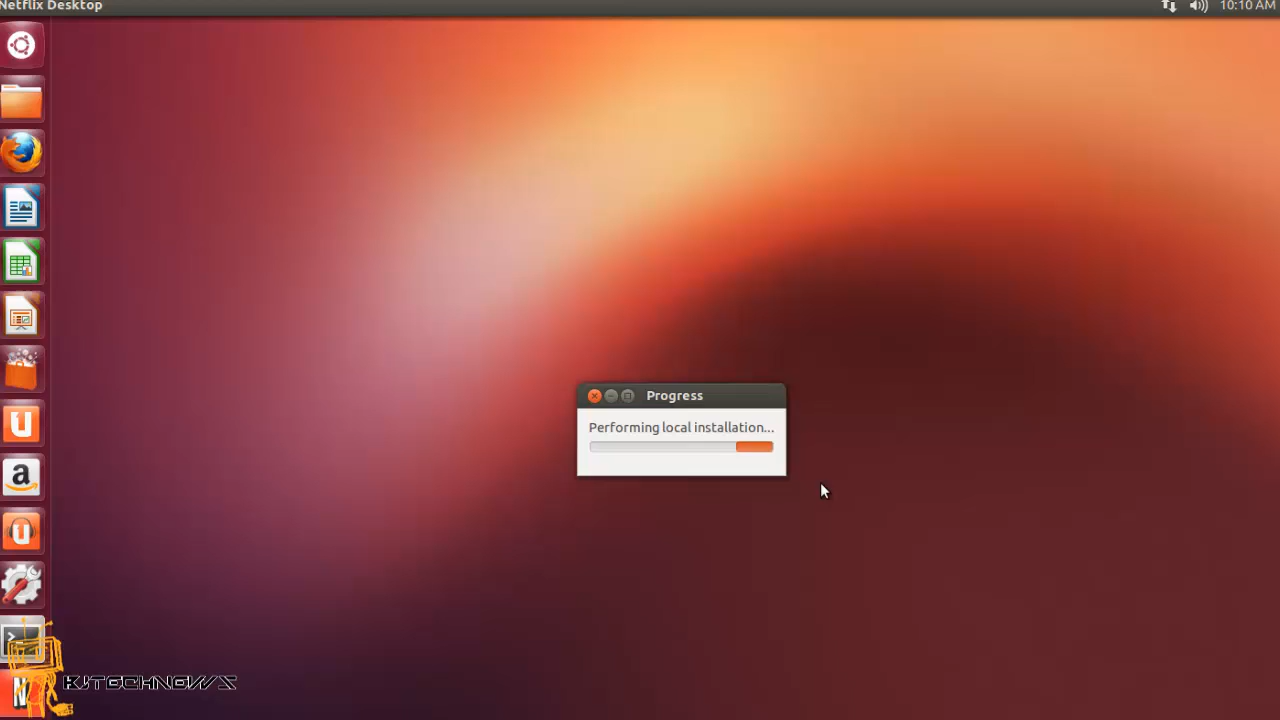 Netflix Desktop
10:10 AM
Progress
Performing local installation...